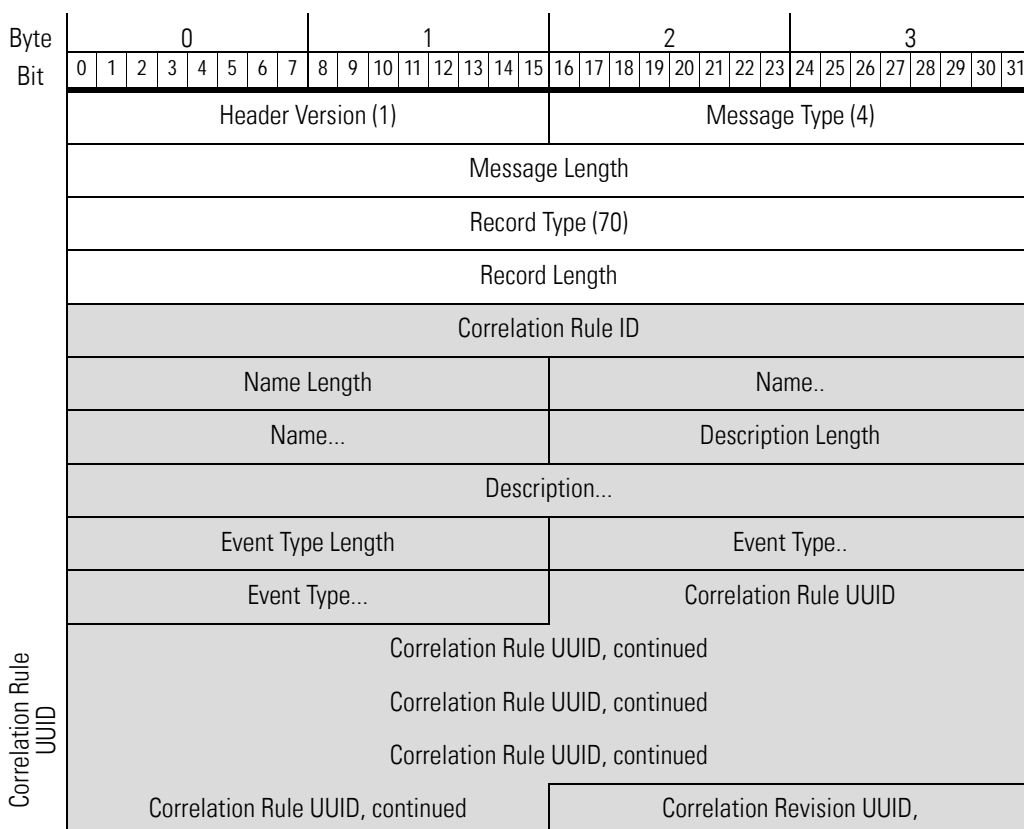 Byte 0 1 2 3
Bit 0 1 2 3 4 5 6 7 8 9 10 11 12 13 14 15 16 17 18 19 20 21 22 23 24 25 26 27 28 29 30 31
Header Version (1) Message Type (4)
Message Length
Record Type (70)
Record Length
Correlation Rule ID
Name Length Name..
Name... Description Length
Description...
Event Type Length Event Type..
Event Type... Correlation Rule UUID
Correlation Rule
UUID
Correlation Rule UUID, continued
Correlation Rule UUID, continued
Correlation Rule UUID, continued
Correlation Rule UUID, continued Correlation Revision UUID,